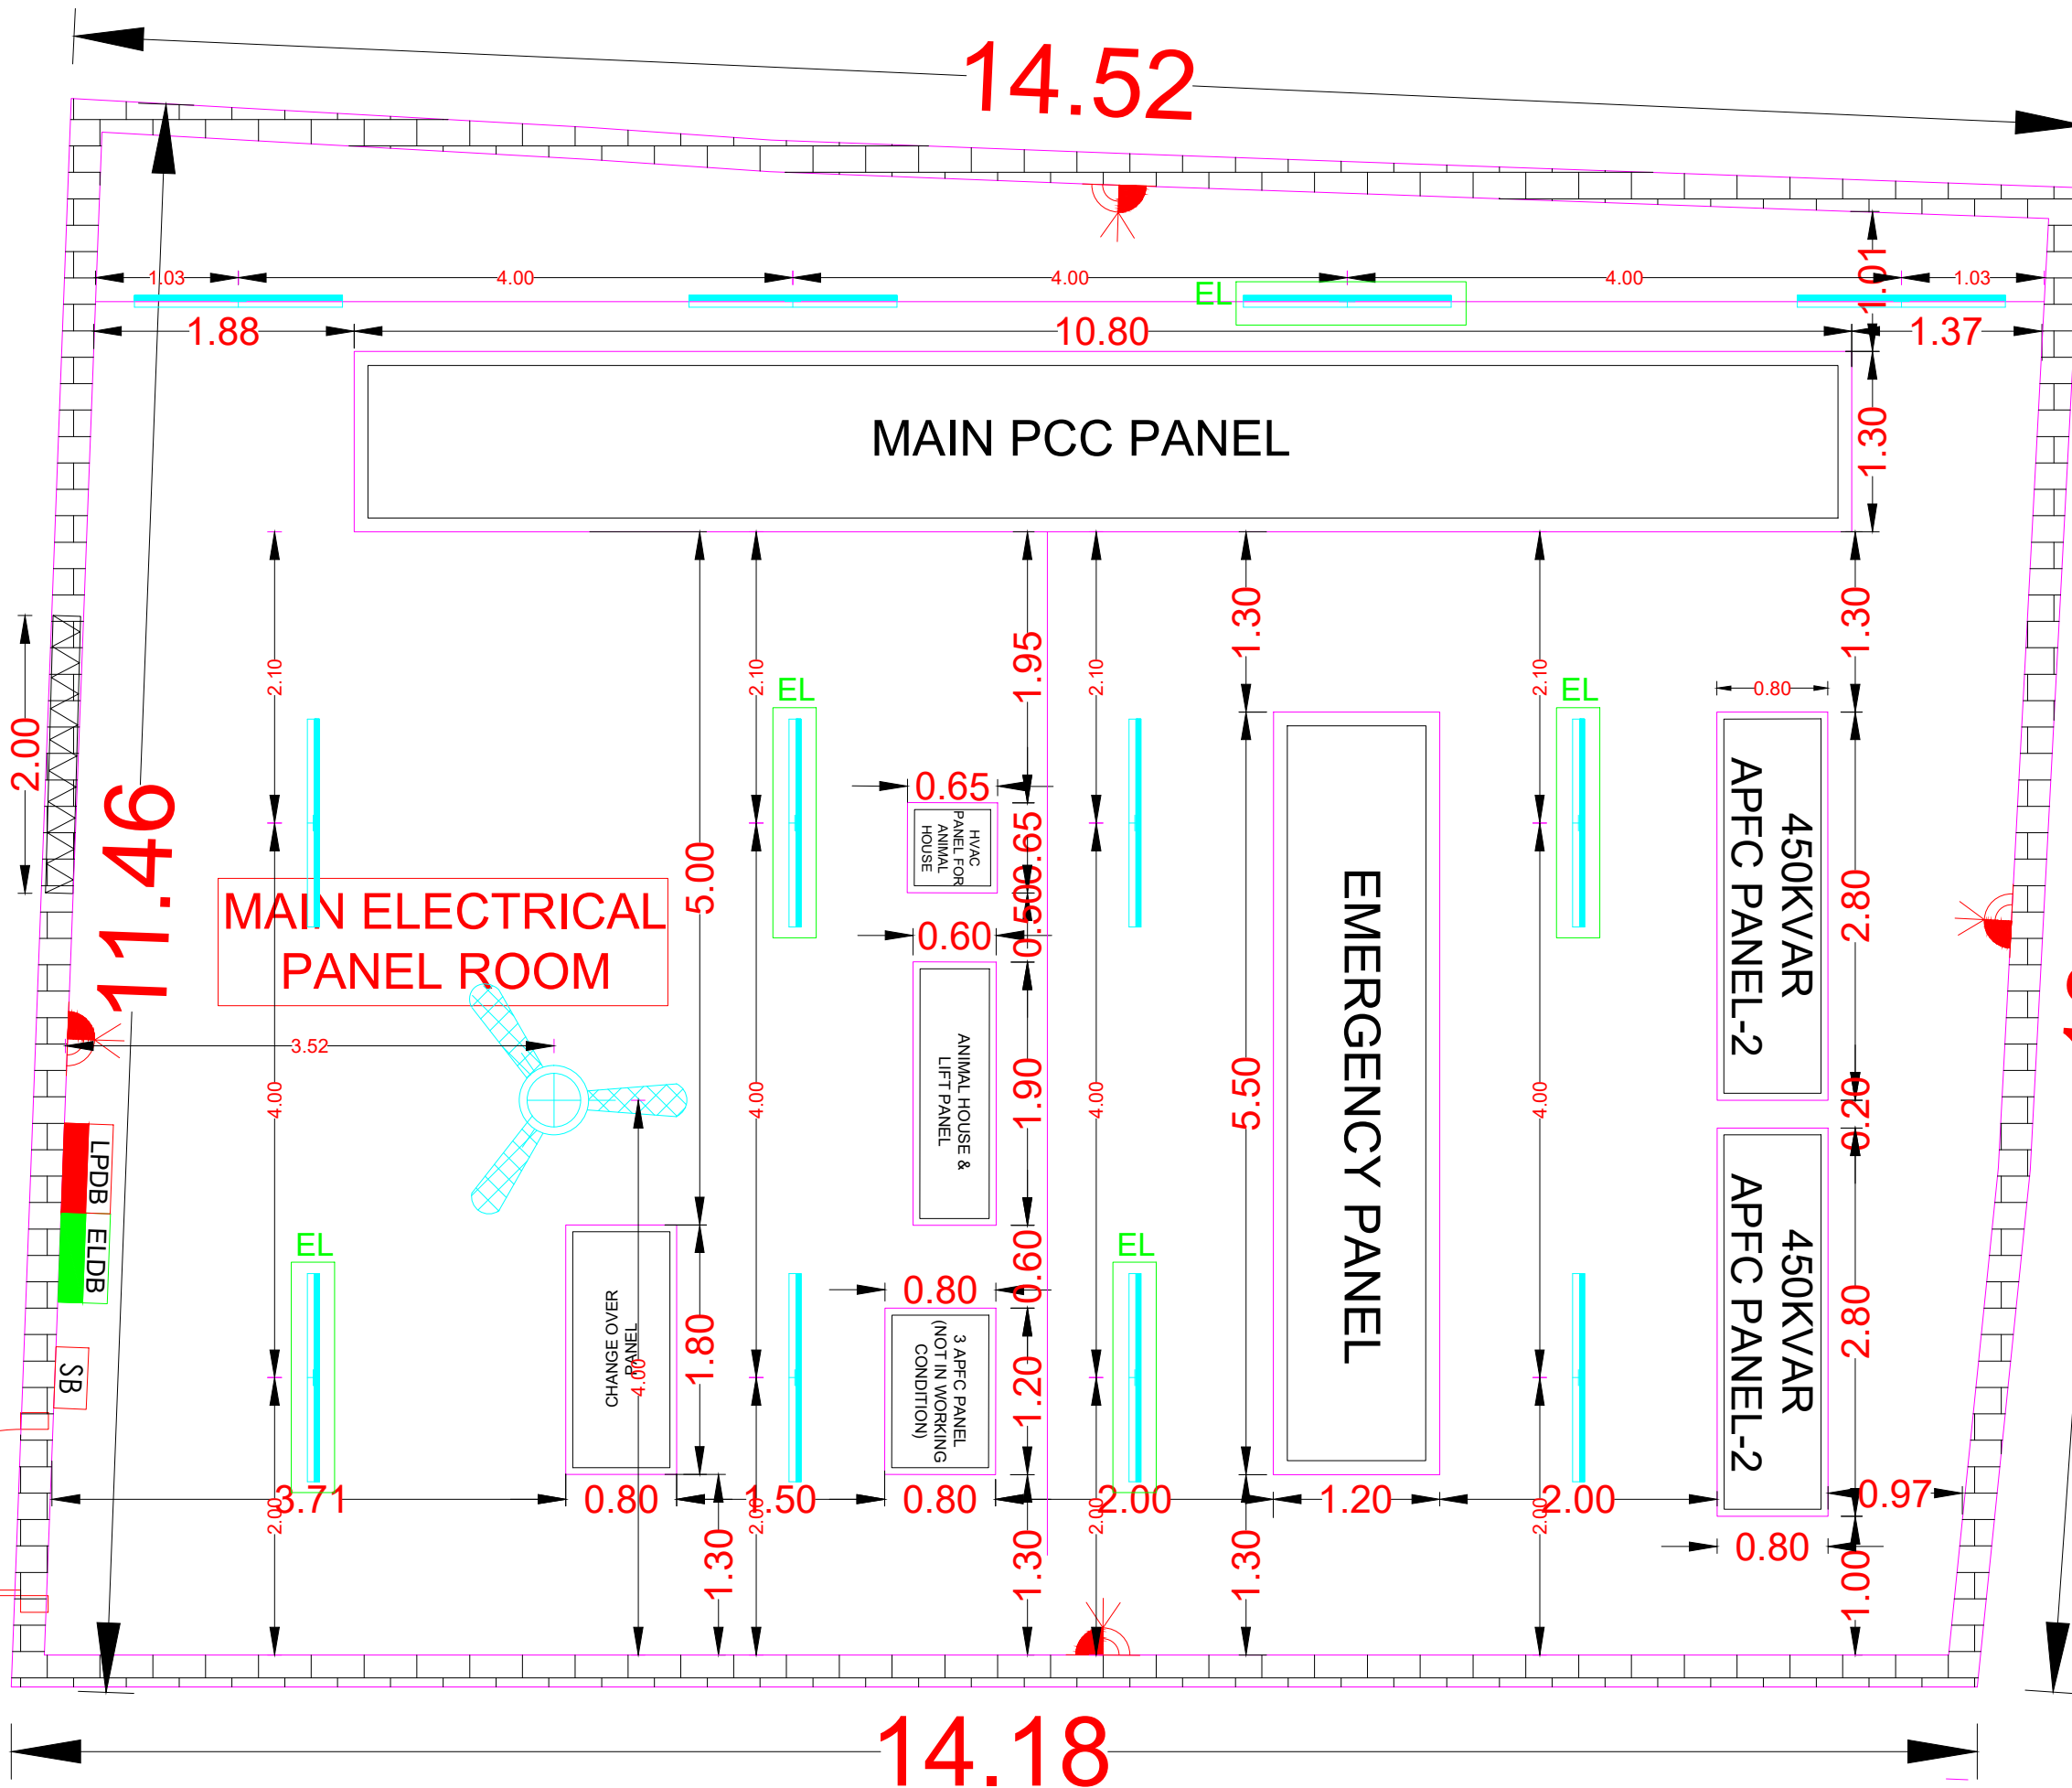 14.52
1.03
4.00
4.00
4.00
1.03
1.01
EL
1.88
10.80
1.37
MAIN PCC PANEL
1.30
2.10
2.10
1.95
2.10
1.30
2.10
1.30
EL
EL
0.80
2.00
11.46
0.65
HVAC
PANEL FOR
ANIMAL
HOUSE
0.65
0.50
5.00
MAIN ELECTRICAL
PANEL ROOM
0.60
ANIMAL HOUSE &
LIFT PANEL
1.90
EMERGENCY PANEL
5.50
450KVAR
APFC PANEL-2
2.80
0.20
3.52
4.00
4.00
4.00
4.00
LPDB
ELDB
SB
EL
EL
CHANGE OVER
PANEL
4.00
1.80
0.60
0.80
3 APFC PANEL
(NOT IN WORKING
CONDITION)
1.20
450KVAR
APFC PANEL-2
2.80
3.71
0.80
1.50
0.80
2.00
1.20
2.00
0.97
2.00
2.00
2.00
2.00
1.30
1.30
1.30
0.80
1.00
14.18